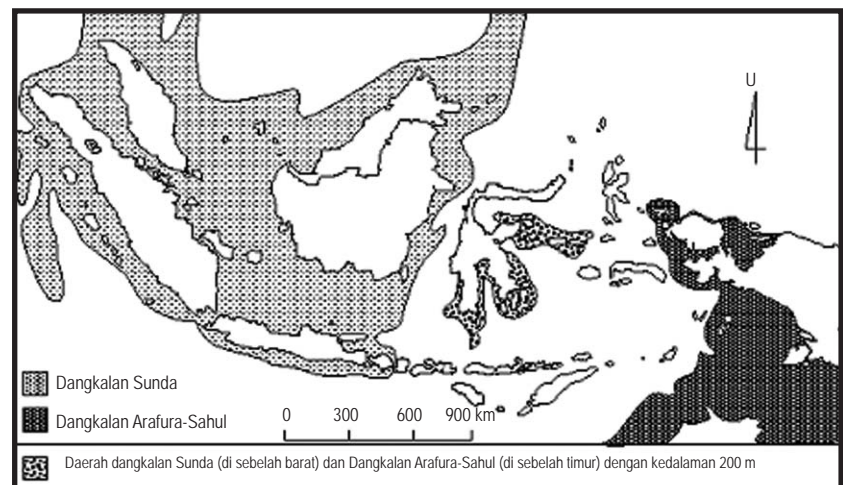 U
Dangkalan Sunda
Dangkalan Arafura-Sahul
0 300 600 900 km
Daerah dangkalan Sunda (di sebelah barat) dan Dangkalan Arafura-Sahul (di sebelah timur) dengan kedalaman 200 m